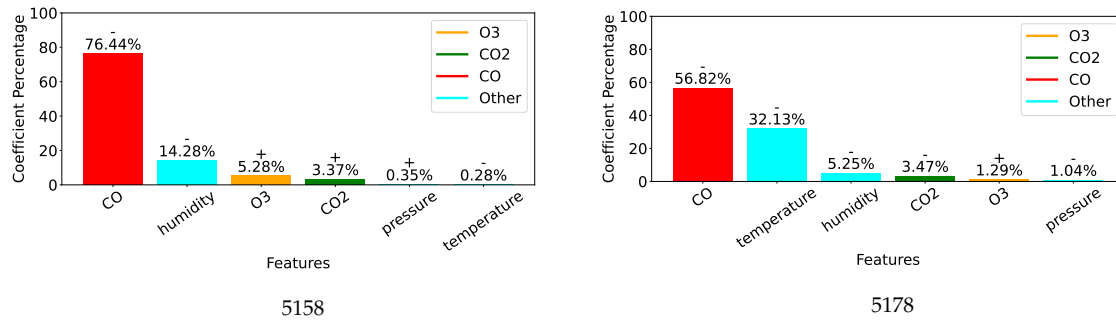 Coefficient Percentage
100
80
60
40
20
0
-
76.44%
-
14.28%
+
5.28%
+
3.37%
+
0.35%
-
0.28%
O3
CO2
CO
Other
CO
humidity
O3
CO2
pressure
temperature
Features
5158
Coefficient Percentage
100
80
60
40
20
0
-
56.82%
-
32.13%
-
5.25%
-
3.47%
+
1.29%
-
1.04%
O3
CO2
CO
Other
CO
temperature
humidity
CO2
O3
pressure
Features
5178